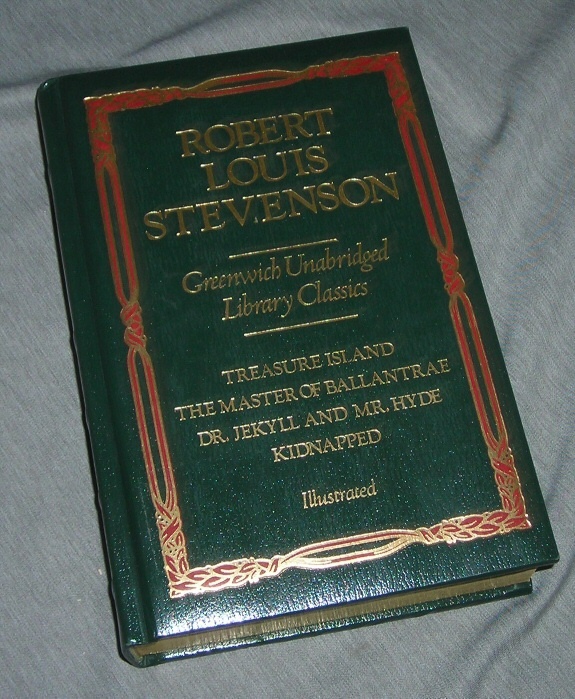 ROBERT
LOUIS
STEVENSON
Greenwich Unabridged
Library Classics
TREASURE ISLAND
THE MASTER OF BALLANTRAE
DR. JEKYLL AND MR. HYDE
KIDNAPPED
Illustrated